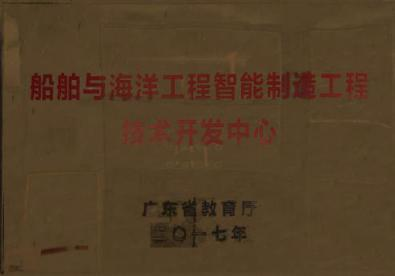 船舶与海洋工程智能制造工程
技术开发中心
广东省教育厅
二〇一七年